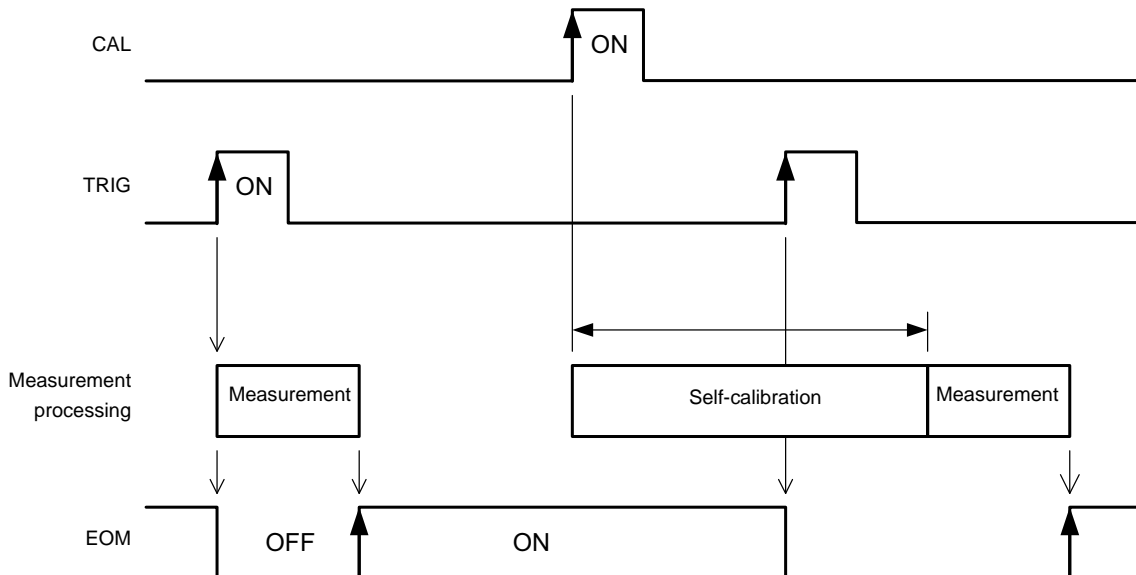 CAL
ON
TRIG
ON
Measurement
processing
Measurement
Self-calibration
Measurement
EOM
OFF
ON